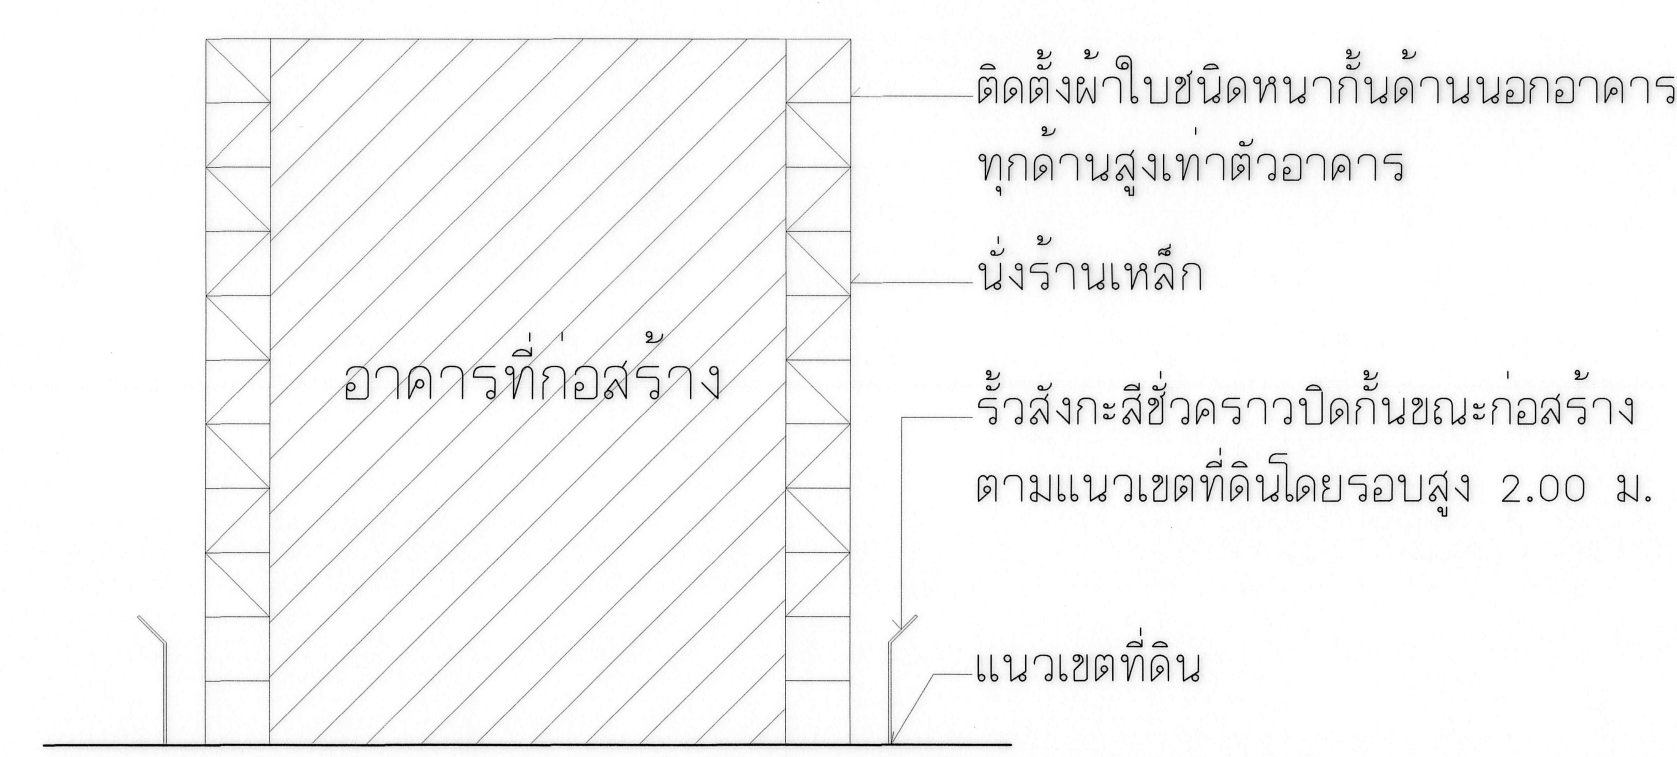 ติดตั้งผ้าใบชนิดหนากั้นด้านนอกอาคาร
ทุกด้านสูงเท่าตัวอาคาร
นั่งร้านเหล็ก
อาคารที่ก่อสร้าง
รั้วสังกะสีชั่วคราวปิดกั้นขณะก่อสร้าง
ตามแนวเขตที่ดินโดยรอบสูง 2.00 ม.
แนวเขตที่ดิน